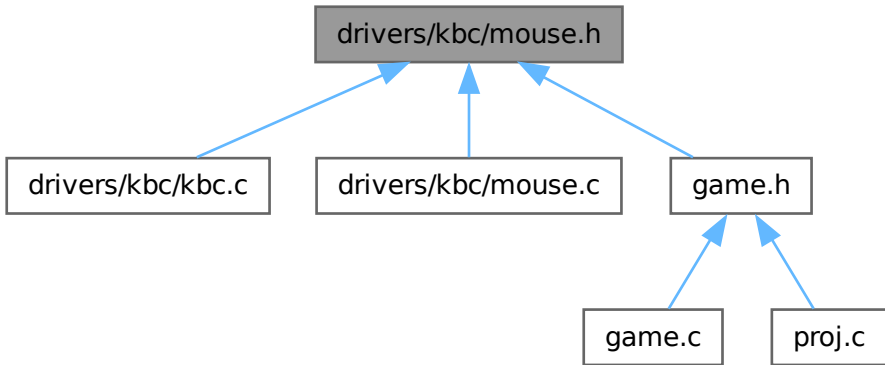 drivers/kbc/mouse.h
drivers/kbc/kbc.c
drivers/kbc/mouse.c
game.h
game.c
proj.c